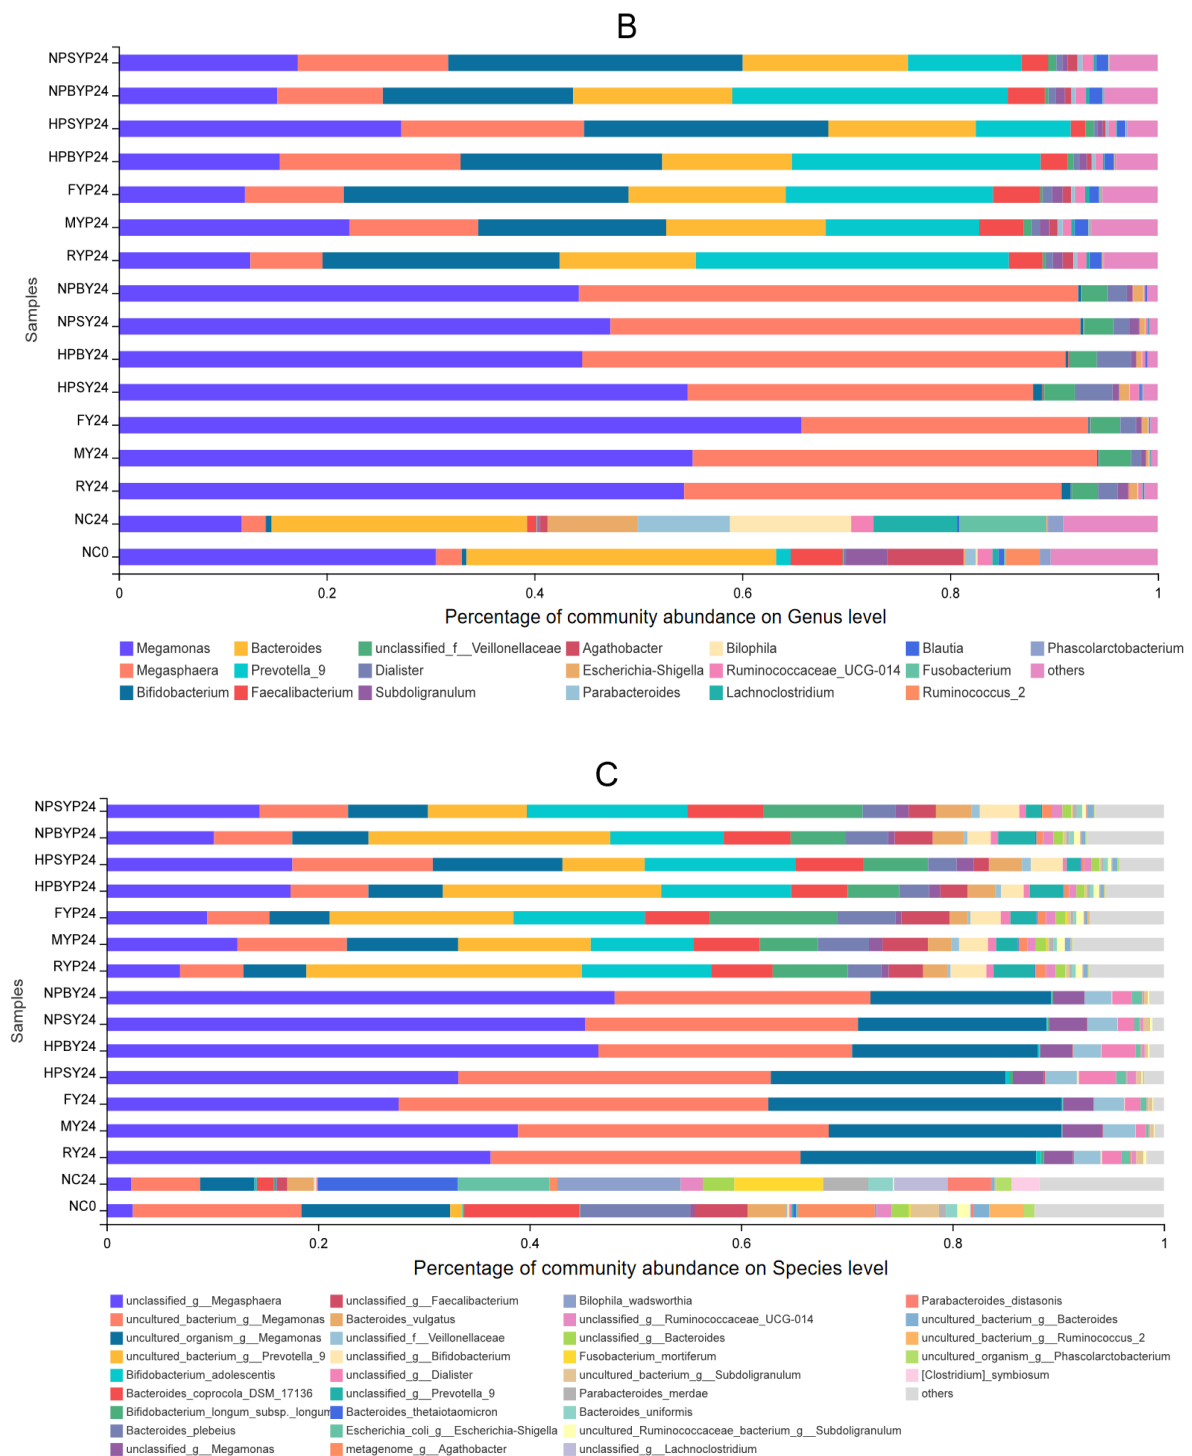 B
NPSYP24
NPBYP24
HPSYP24
HPBYP24
FYP24
MYP24
RYP24
NPBY24
NPSY24
HPBY24
HPSY24
FY24
MY24
RY24
NC24
NC0
Samples
0 0.2 0.4 0.6 0.8 1
Percentage of community abundance on Genus level
Megamonas Bacteroides unclassified_f__Veillonellaceae Agathobacter Bilophila Blautia Phascolarctobacterium
Megasphaera Prevotella_9 Dialister Escherichia-Shigella Ruminococcaceae_UCG-014 Fusobacterium others
Bifidobacterium Faecalibacterium Subdoligranulum Parabacteroides Lachnoclostridium Ruminococcus_2
C
NPSYP24
NPBYP24
HPSYP24
HPBYP24
FYP24
MYP24
RYP24
NPBY24
NPSY24
HPBY24
HPSY24
FY24
MY24
RY24
NC24
NC0
Samples
0 0.2 0.4 0.6 0.8 1
Percentage of community abundance on Species level
unclassified_g__Megasphaera unclassified_g__Faecalibacterium Bilophila_wadsworthia Parabacteroides_distasonis
uncultured_bacterium_g__Megamonas Bacteroides_vulgatus unclassified_g__Ruminococcaceae_UCG-014 uncultured_bacterium_g__Bacteroides
uncultured_organism_g__Megamonas unclassified_f__Veillonellaceae unclassified_g__Bacteroides uncultured_bacterium_g__Ruminococcus_2
uncultured_bacterium_g__Prevotella_9 unclassified_g__Bifidobacterium Fusobacterium_mortiferum uncultured_organism_g__Phascolarctobacterium
Bifidobacterium_adolescentis unclassified_g__Dialister uncultured_bacterium_g__Subdoligranulum [Clostridium]_symbiosum
Bacteroides_coprocola_DSM_17136 unclassified_g__Prevotella_9 Parabacteroides_merdae others
Bifidobacterium_longum_subsp._longum Bacteroides_thetaiotaomicron Bacteroides_uniformis
Bacteroides_plebeius Escherichia_coli_g__Escherichia-Shigella uncultured_Ruminococcaceae_bacterium_g__Subdoligranulum
unclassified_g__Megamonas metagenome_g__Agathobacter unclassified_g__Lachnoclostridium